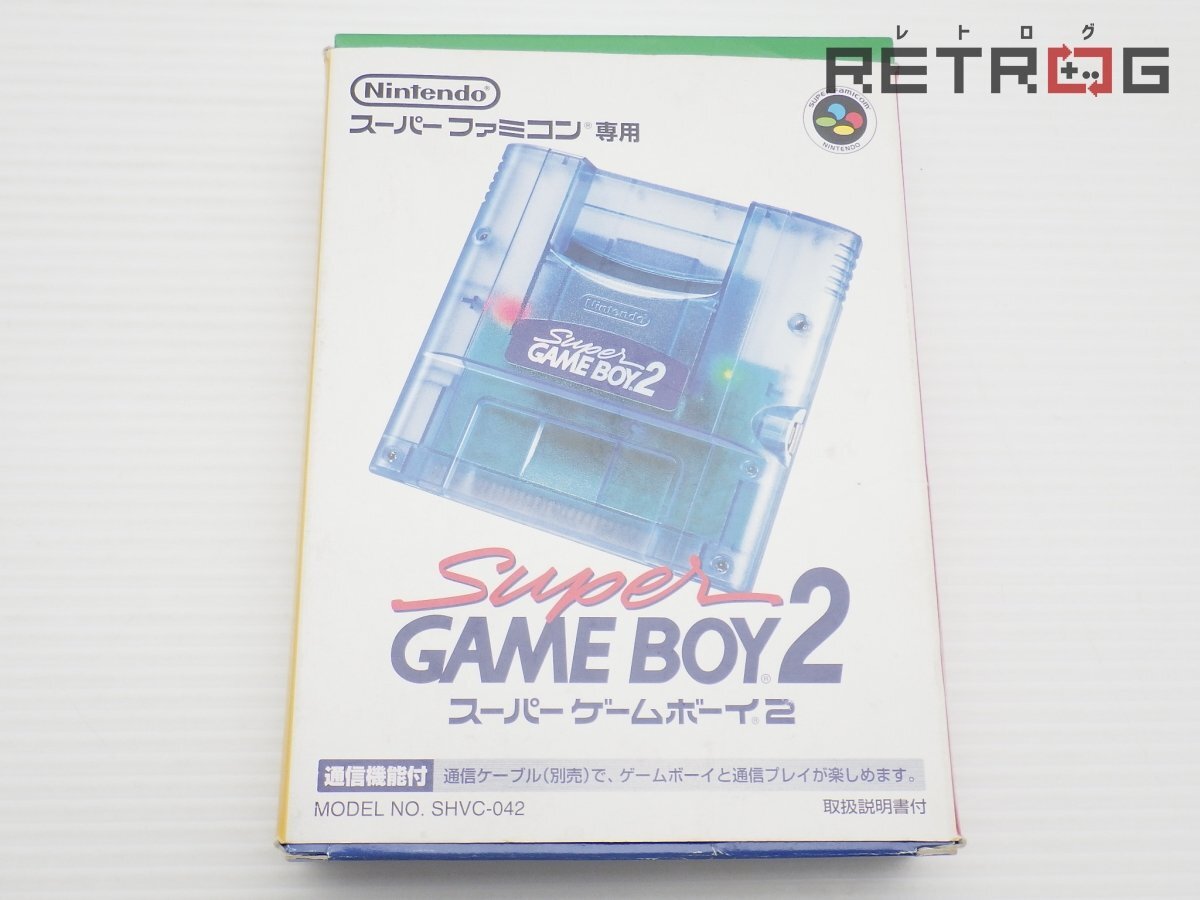 レトログ
RETROG
Nintendo®
スーパーファミコン®専用
SUPER Famicom
NINTENDO
Nintendo
Super
GAME BOY.2
Super
GAME BOY®2
スーパーゲームボーイ®2
通信機能付 通信ケーブル(別売)で、ゲームボーイと通信プレイが楽しめます。
MODEL NO. SHVC-042 取扱説明書付